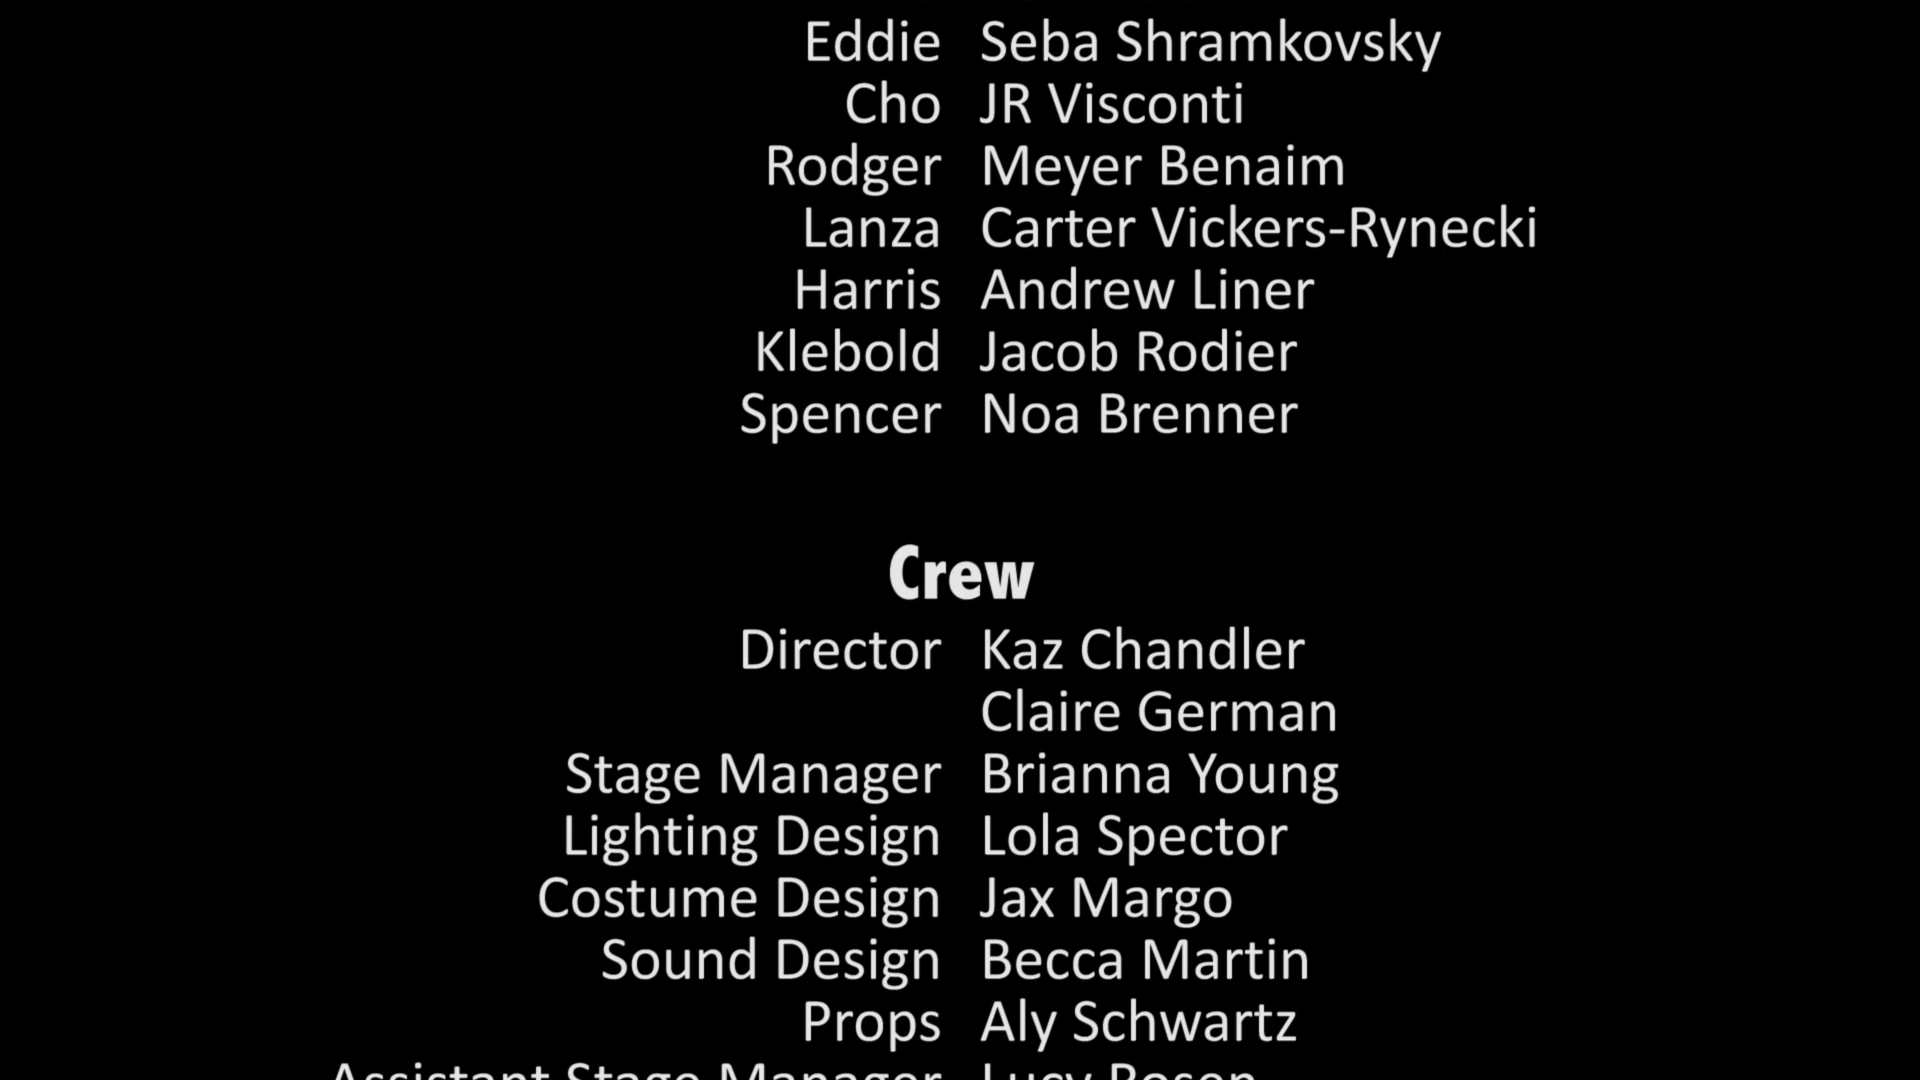 Eddie Seba Shramkovsky
Cho JR Visconti
Rodger Meyer Benaim
Lanza Carter Vickers-Rynecki
Harris Andrew Liner
Klebold Jacob Rodier
Spencer Noa Brenner
Crew
Director Kaz Chandler
Claire German
Stage Manager Brianna Young
Lighting Design Lola Spector
Costume Design Jax Margo
Sound Design Becca Martin
Props Aly Schwartz
Assistant Stage Manager Lucy Rosen